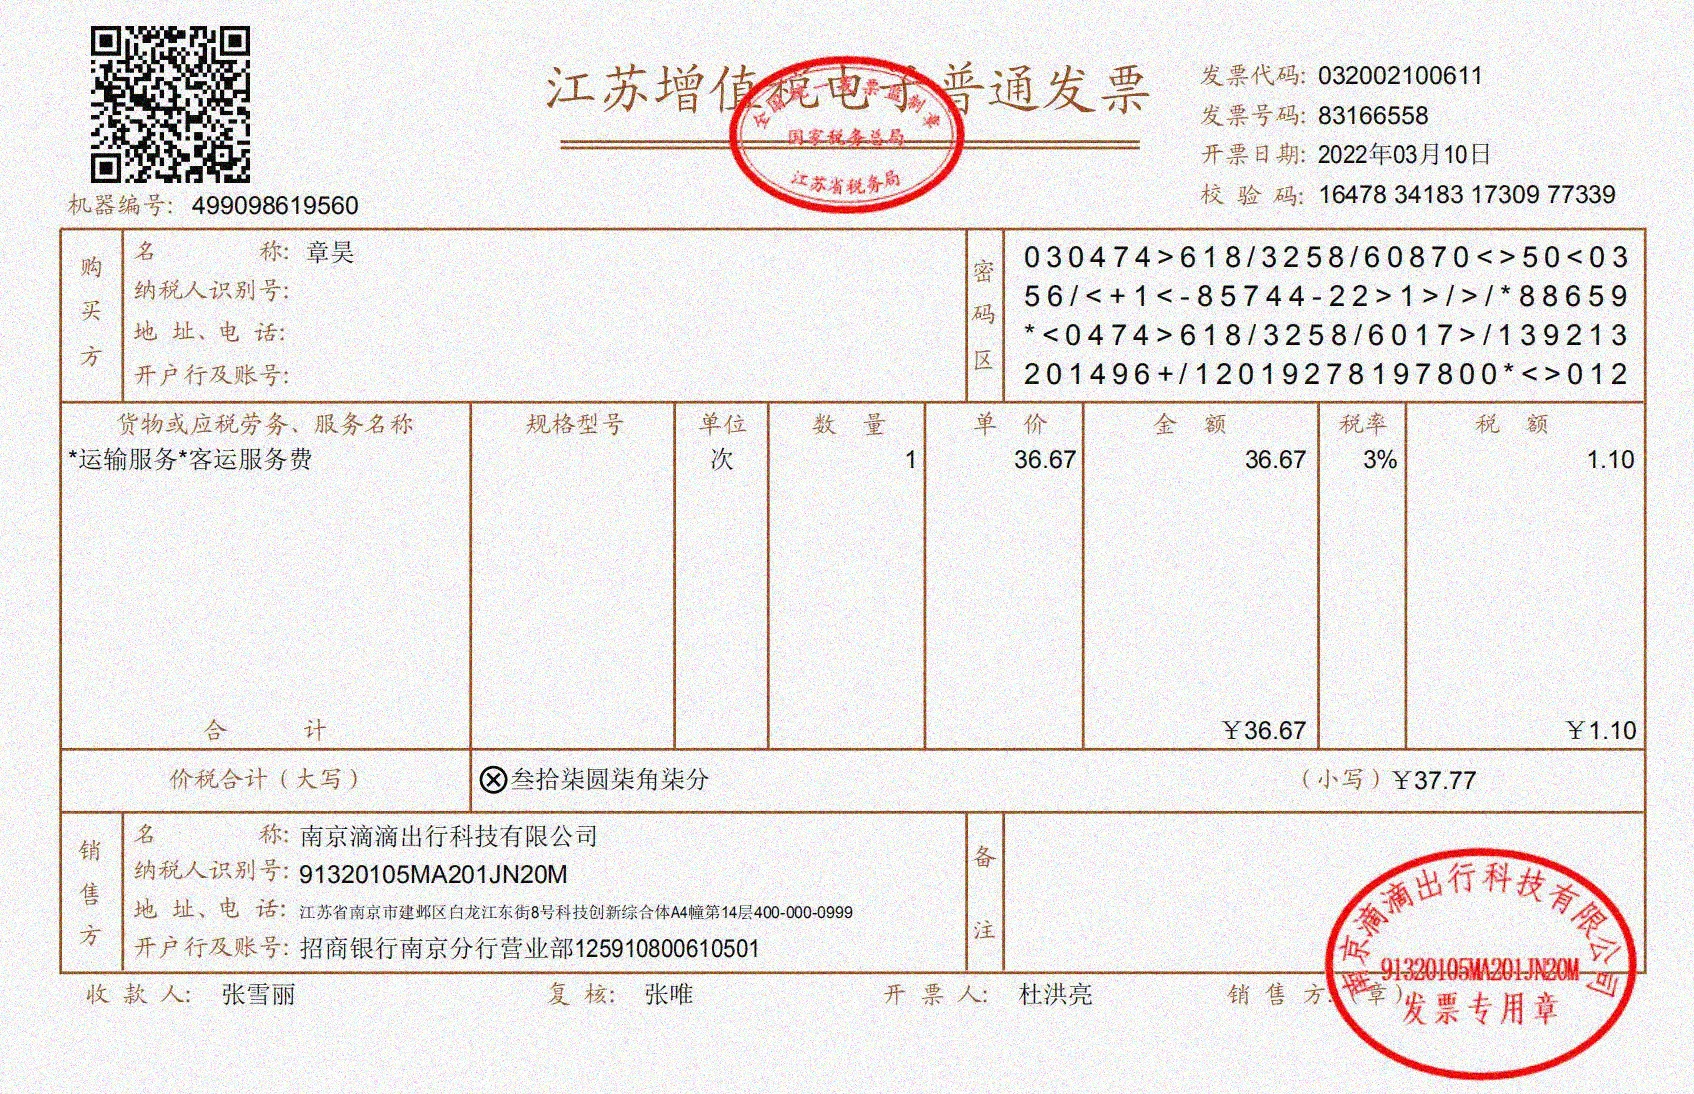 江苏增值税电子普通发票
全国统一发票监制章
国家税务总局
江苏省税务局
发票代码: 032002100611
发票号码: 83166558
开票日期: 2022年03月10日
校 验 码: 16478 34183 17309 77339
机器编号: 499098619560
购买方
名 称: 章昊
纳税人识别号:
地 址、电 话:
开户行及账号:
密码区
030474>618/3258/60870<>50<03
56/<+1<-85744-22>1>/>/*88659
*<0474>618/3258/6017>/139213
201496+/12019278197800*<>012
货物或应税劳务、服务名称 规格型号 单位 数 量 单 价 金 额 税率 税 额
*运输服务*客运服务费 次 1 36.67 36.67 3% 1.10
合 计 ￥36.67 ￥1.10
价税合计（大写） ⊗叁拾柒圆柒角柒分 （小写）￥37.77
销售方
名 称: 南京滴滴出行科技有限公司
纳税人识别号: 91320105MA201JN20M
地 址、电 话: 江苏省南京市建邺区白龙江东街8号科技创新综合体A4幢第14层400-000-0999
开户行及账号: 招商银行南京分行营业部125910800610501
备注
收 款 人: 张雪丽 复 核: 张唯 开 票 人: 杜洪亮 销 售 方:（章）
南京滴滴出行科技有限公司
91320105MA201JN20M
发票专用章